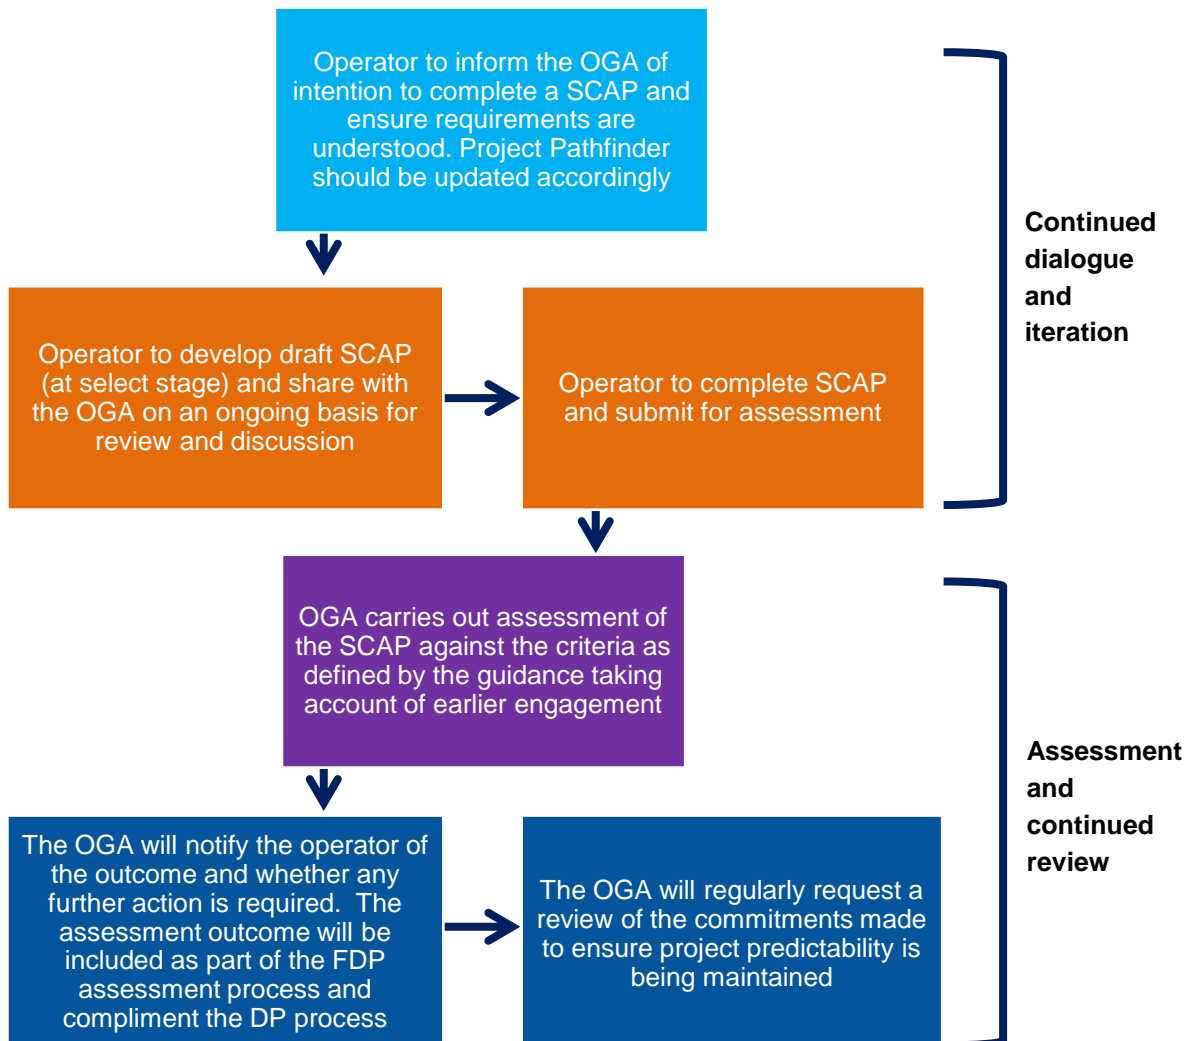 Operator to inform the OGA of
intention to complete a SCAP and
ensure requirements are
understood. Project Pathfinder
should be updated accordingly
Continued
dialogue
and
iteration
Operator to develop draft SCAP
(at select stage) and share with
the OGA on an ongoing basis for
review and discussion
Operator to complete SCAP
and submit for assessment
OGA carries out assessment of
the SCAP against the criteria as
defined by the guidance taking
account of earlier engagement
Assessment
and
continued
review
The OGA will notify the operator of
the outcome and whether any
further action is required.  The
assessment outcome will be
included as part of the FDP
assessment process and
compliment the DP process
The OGA will regularly request a
review of the commitments made
to ensure project predictability is
being maintained